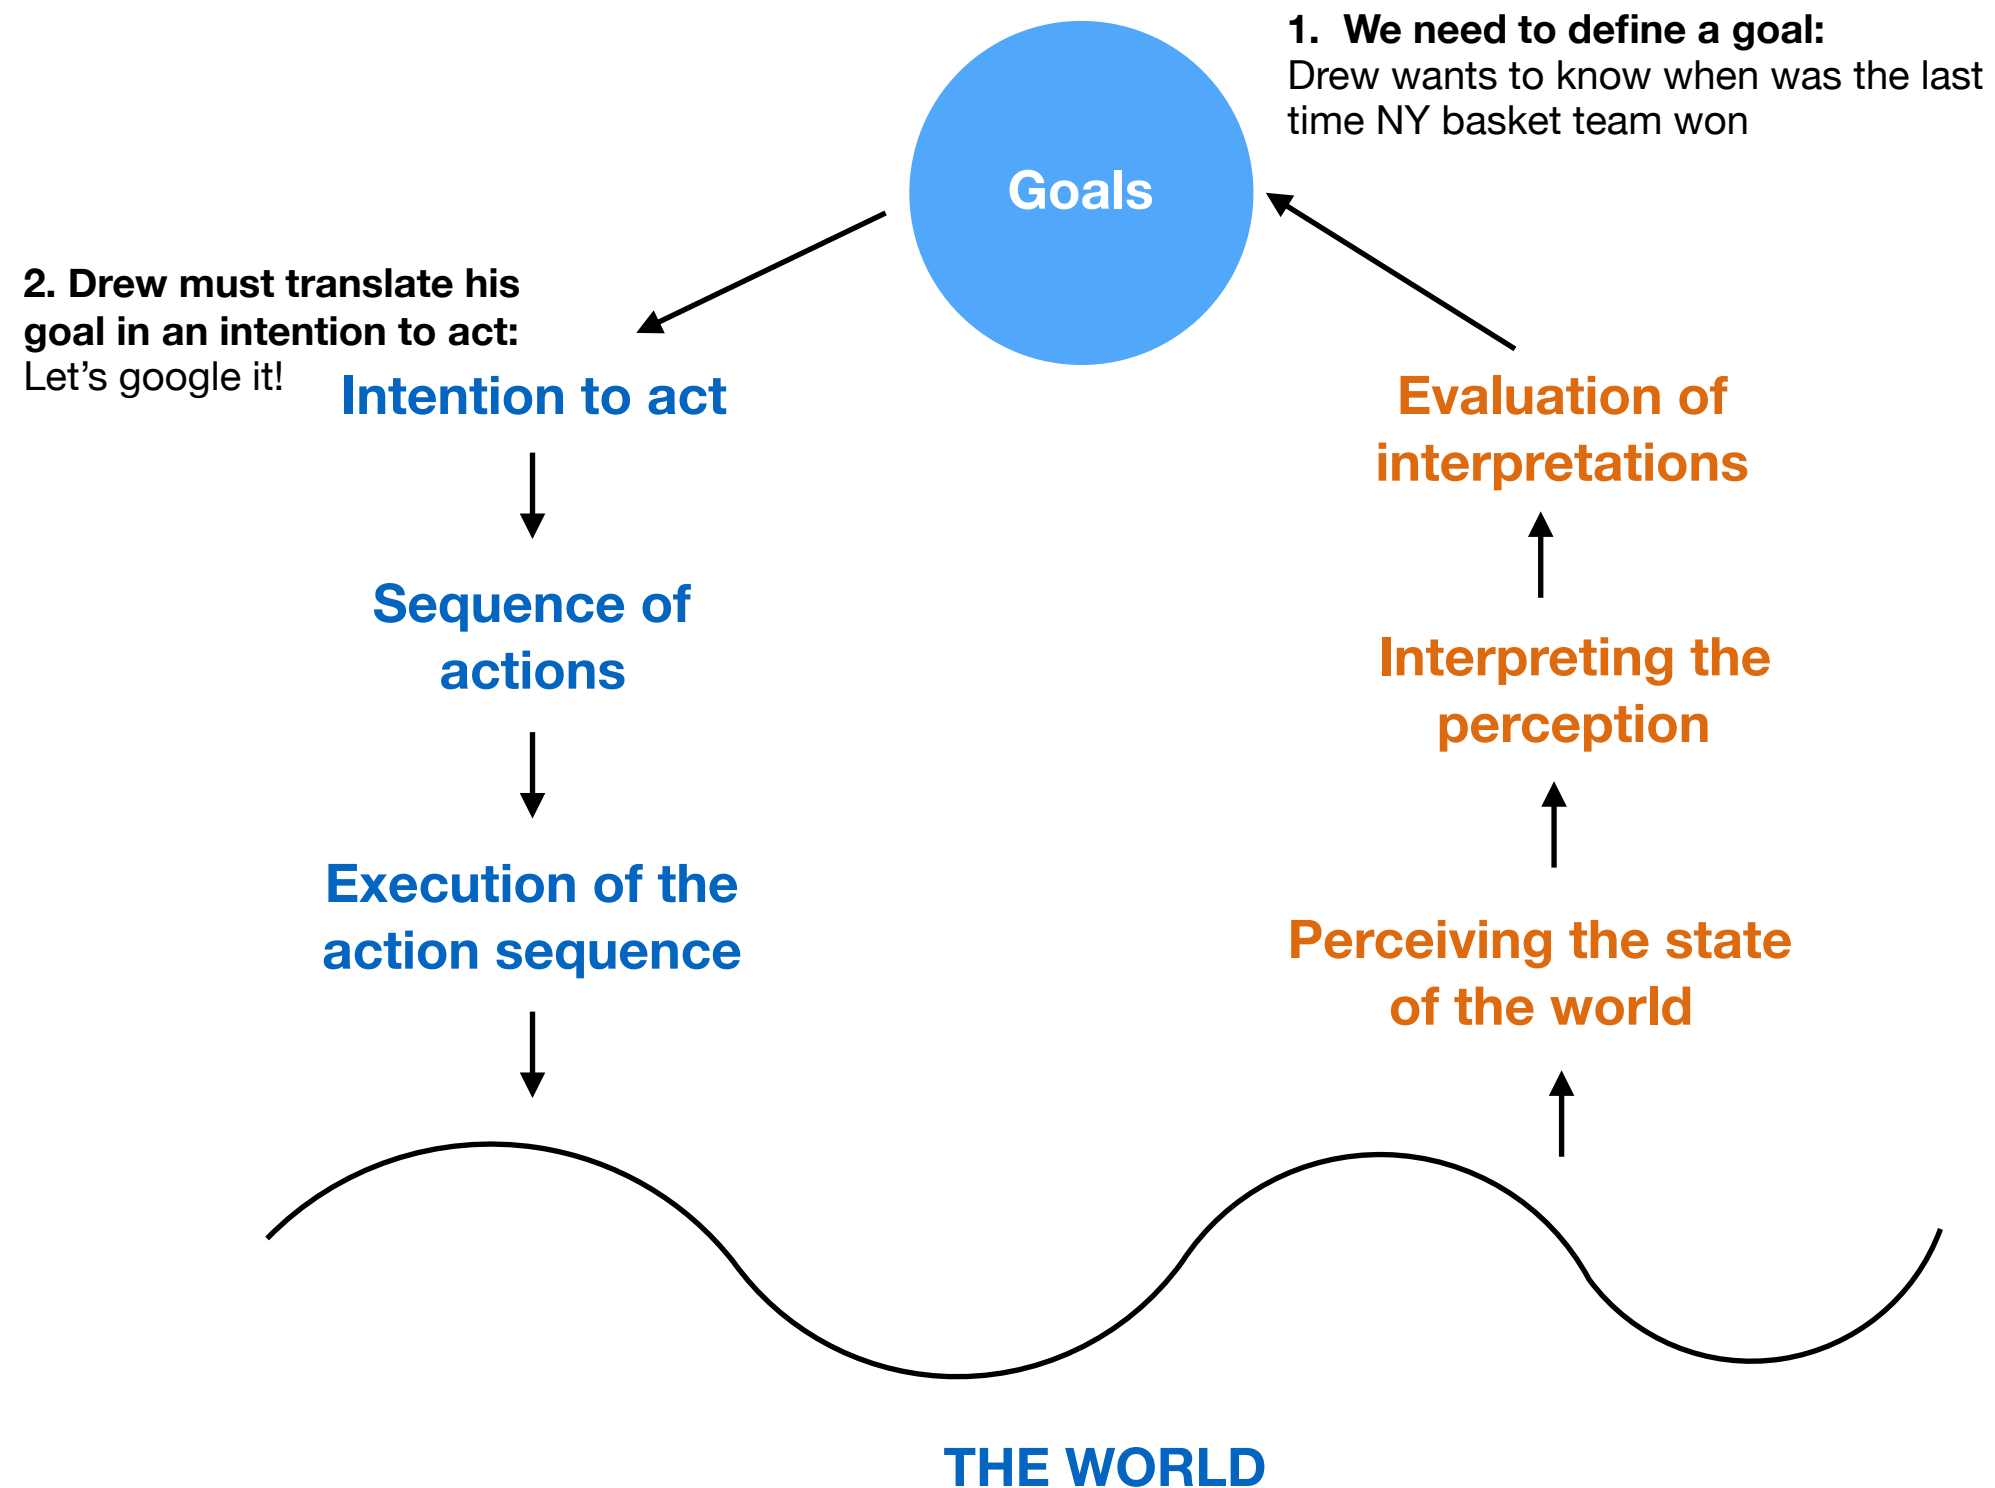 1. We need to define a goal:
Drew wants to know when was the last
time NY basket team won
Goals
2. Drew must translate his
goal in an intention to act:
Let’s google it!
Intention to act
Sequence of
actions
Execution of the
action sequence
Evaluation of
interpretations
Interpreting the
perception
Perceiving the state
of the world
THE WORLD